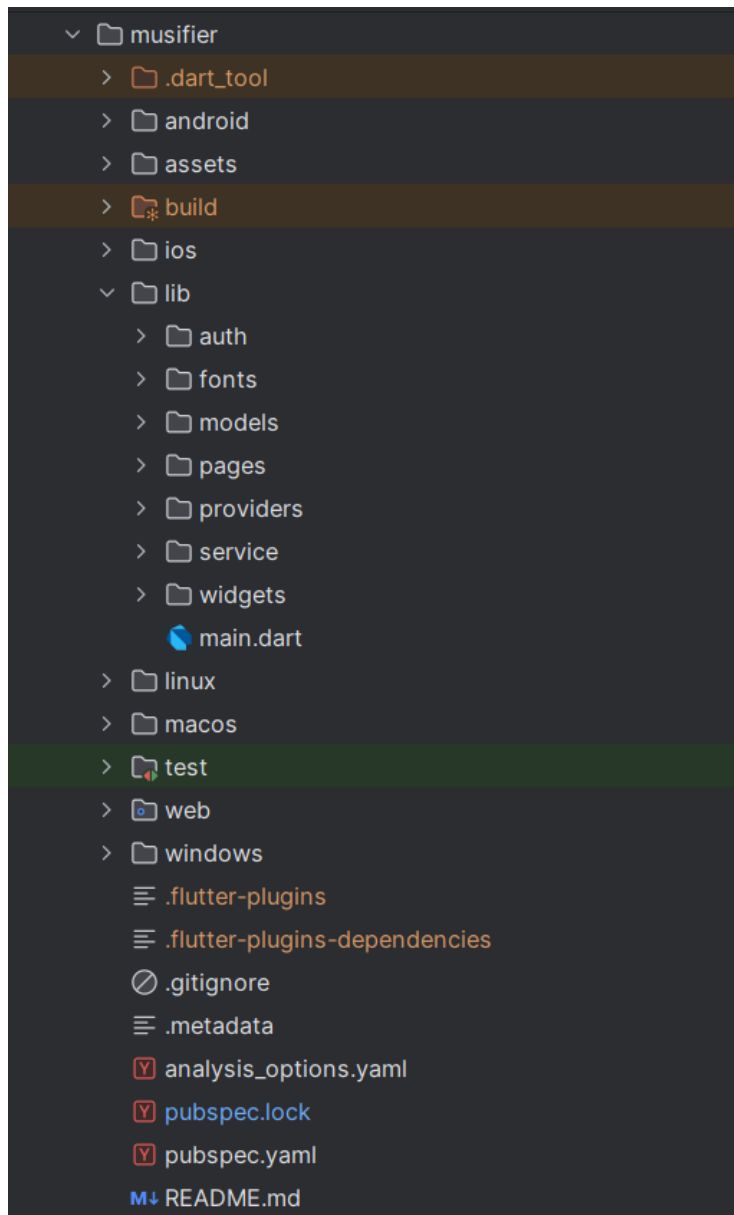 musifier
.dart_tool
android
assets
build
ios
lib
auth
fonts
models
pages
providers
service
widgets
main.dart
linux
macos
test
web
windows
.flutter-plugins
.flutter-plugins-dependencies
.gitignore
.metadata
Y analysis_options.yaml
Y pubspec.lock
Y pubspec.yaml
M↓ README.md